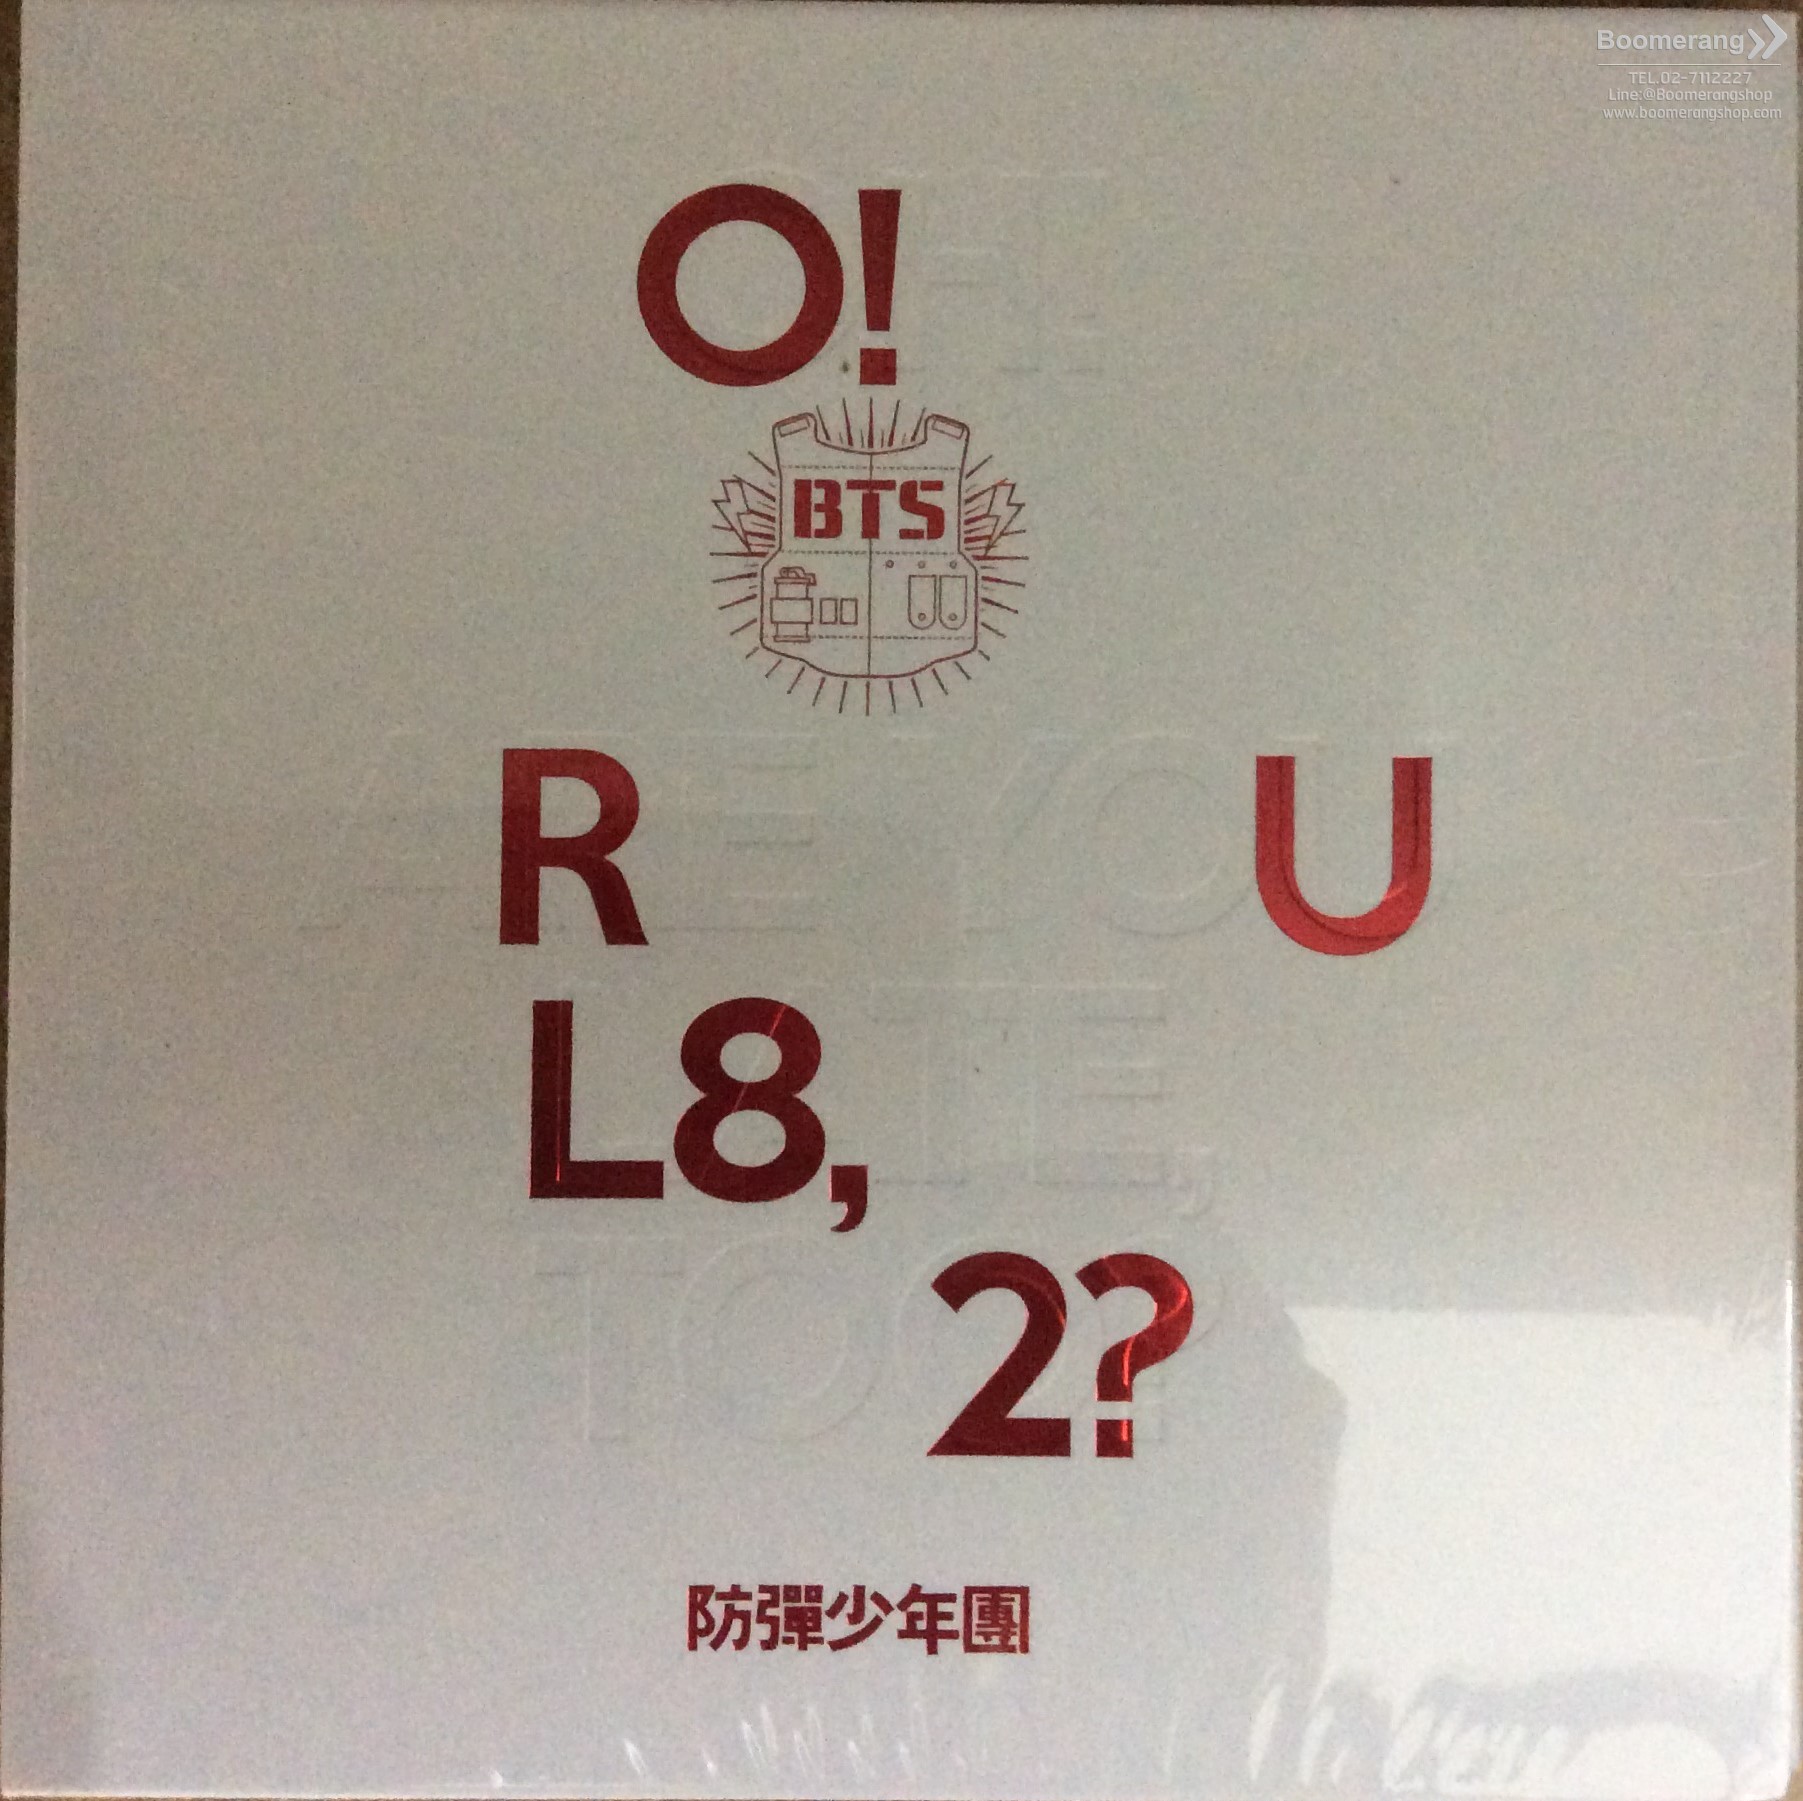 Boomerang
TEL.02-7112227
Line:@Boomerangshop
www.boomerangshop.com
O!
BTS
R U
L8,
2?
防彈少年團